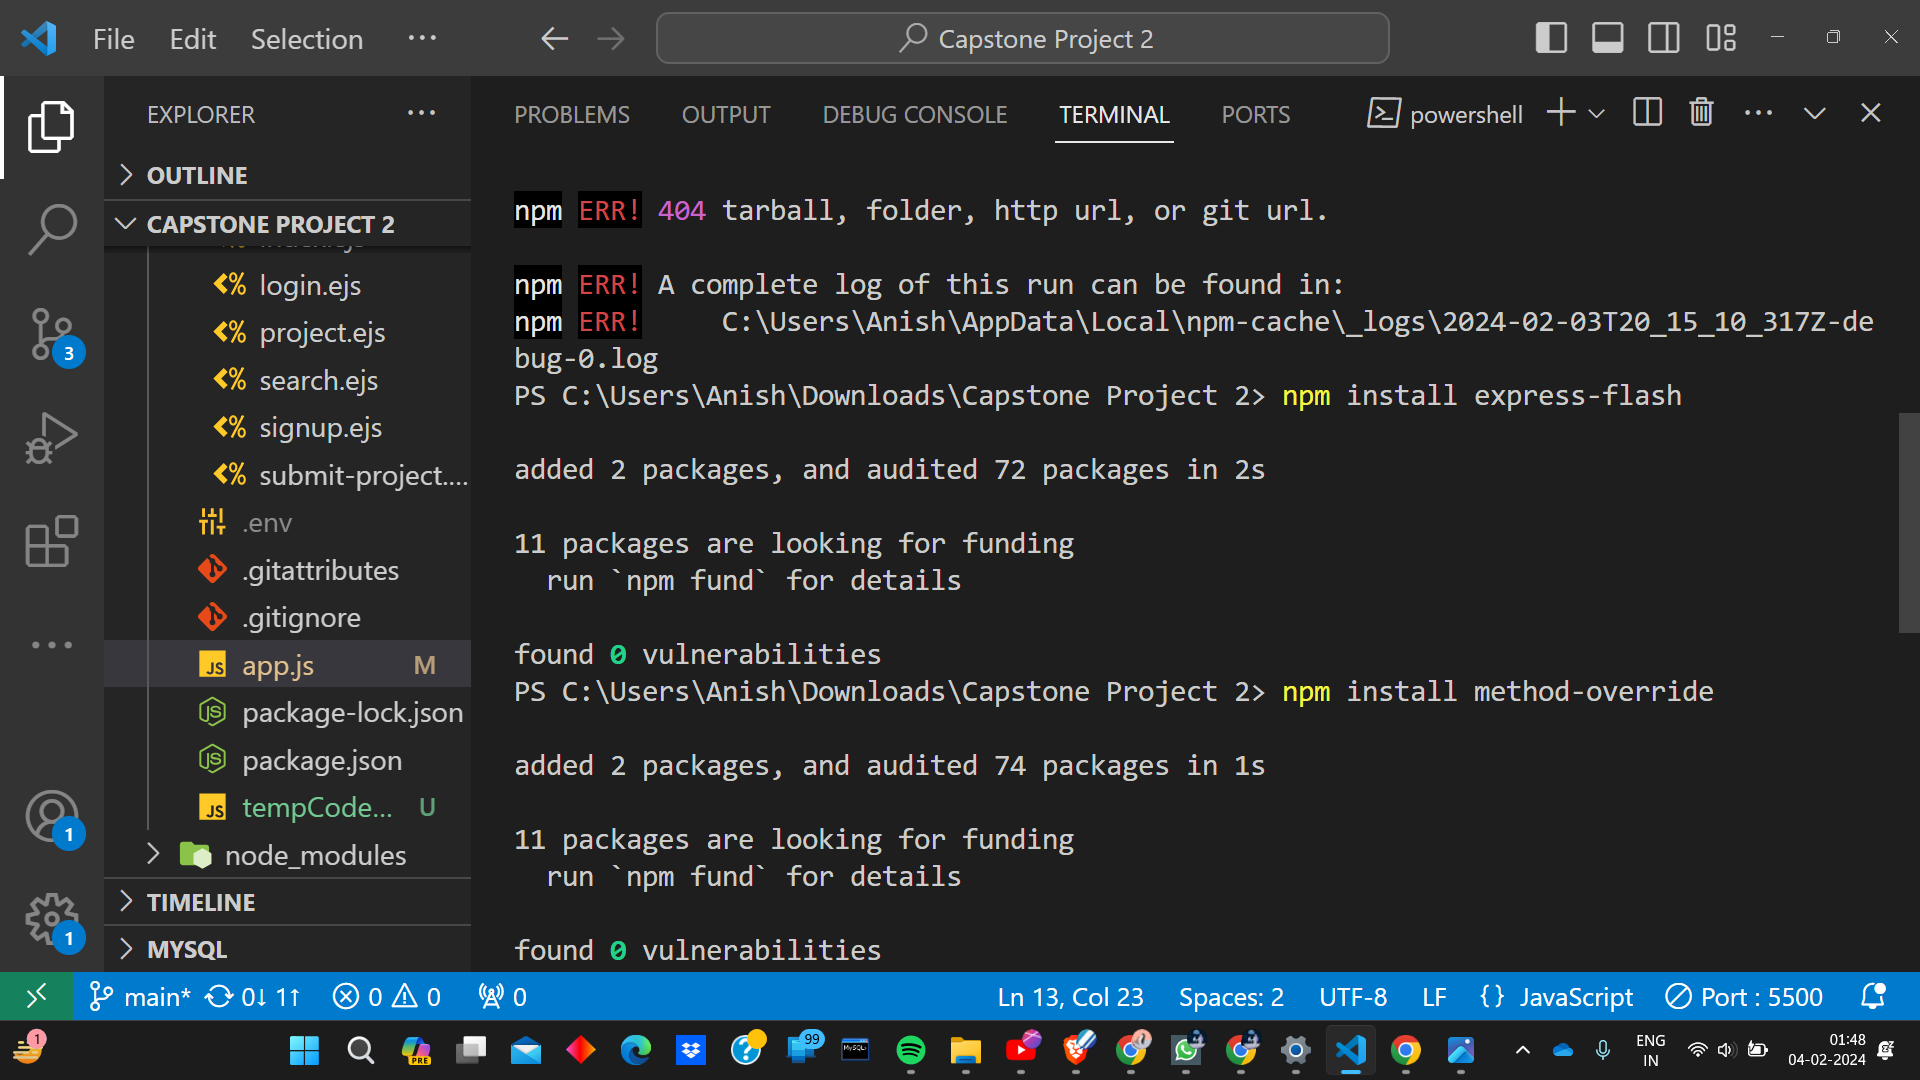 File Edit Selection ... Capstone Project 2
EXPLORER ...
PROBLEMS OUTPUT DEBUG CONSOLE TERMINAL PORTS powershell
OUTLINE
CAPSTONE PROJECT 2
login.ejs
project.ejs
search.ejs
signup.ejs
submit-project....
.env
.gitattributes
.gitignore
JS app.js M
JS package-lock.json
JS package.json
JS tempCode... U
node_modules
TIMELINE
MYSQL
3
1
1
npm ERR! 404 tarball, folder, http url, or git url.
npm ERR! A complete log of this run can be found in:
npm ERR!     C:\Users\Anish\AppData\Local\npm-cache\_logs\2024-02-03T20_15_10_317Z-de
bug-0.log
PS C:\Users\Anish\Downloads\Capstone Project 2> npm install express-flash
added 2 packages, and audited 72 packages in 2s
11 packages are looking for funding
  run `npm fund` for details
found 0 vulnerabilities
PS C:\Users\Anish\Downloads\Capstone Project 2> npm install method-override
added 2 packages, and audited 74 packages in 1s
11 packages are looking for funding
  run `npm fund` for details
found 0 vulnerabilities
main* 0↓ 1↑ 0 0 0 Ln 13, Col 23 Spaces: 2 UTF-8 LF {} JavaScript Port : 5500
1 PRE 99 MySQL ENG 01:48
IN 04-02-2024